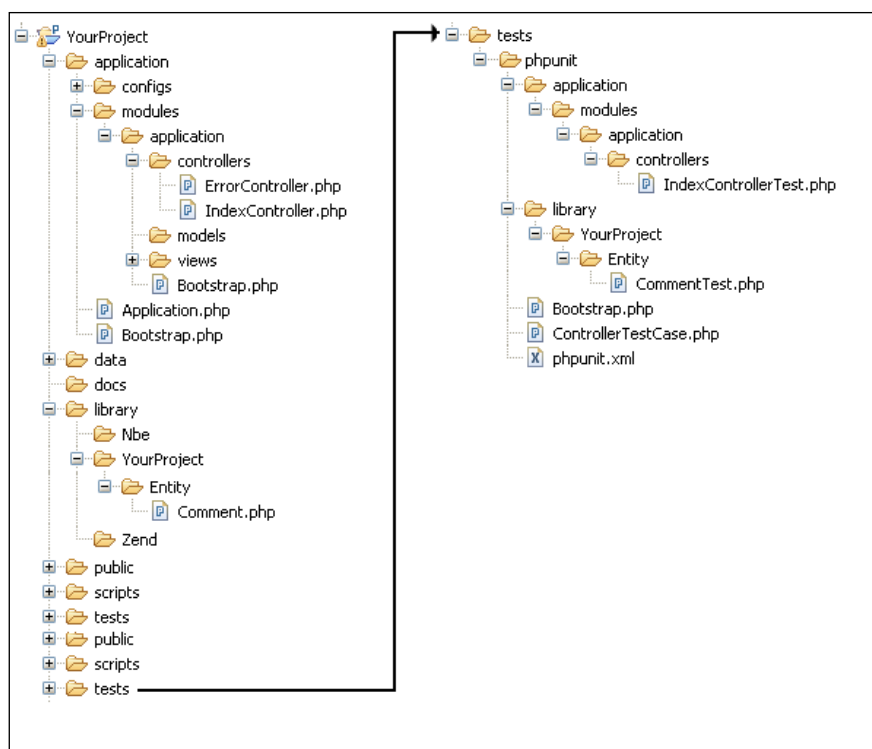 YourProject
application
configs
modules
application
controllers
ErrorController.php
IndexController.php
models
views
Bootstrap.php
Application.php
Bootstrap.php
data
docs
library
Nbe
YourProject
Entity
Comment.php
Zend
public
scripts
tests
public
scripts
tests
tests
phpunit
application
modules
application
controllers
IndexControllerTest.php
library
YourProject
Entity
CommentTest.php
Bootstrap.php
ControllerTestCase.php
phpunit.xml